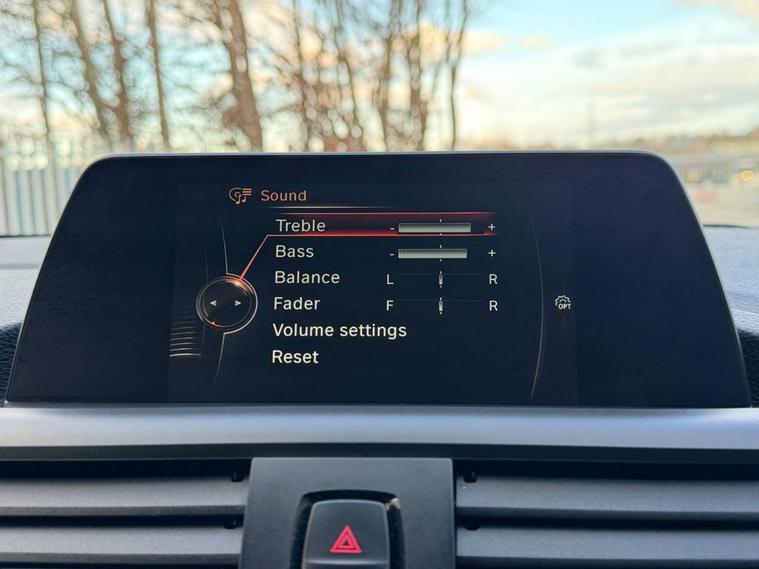 Sound
Treble - +
Bass - +
Balance L R
Fader F R
OPT
Volume settings
Reset